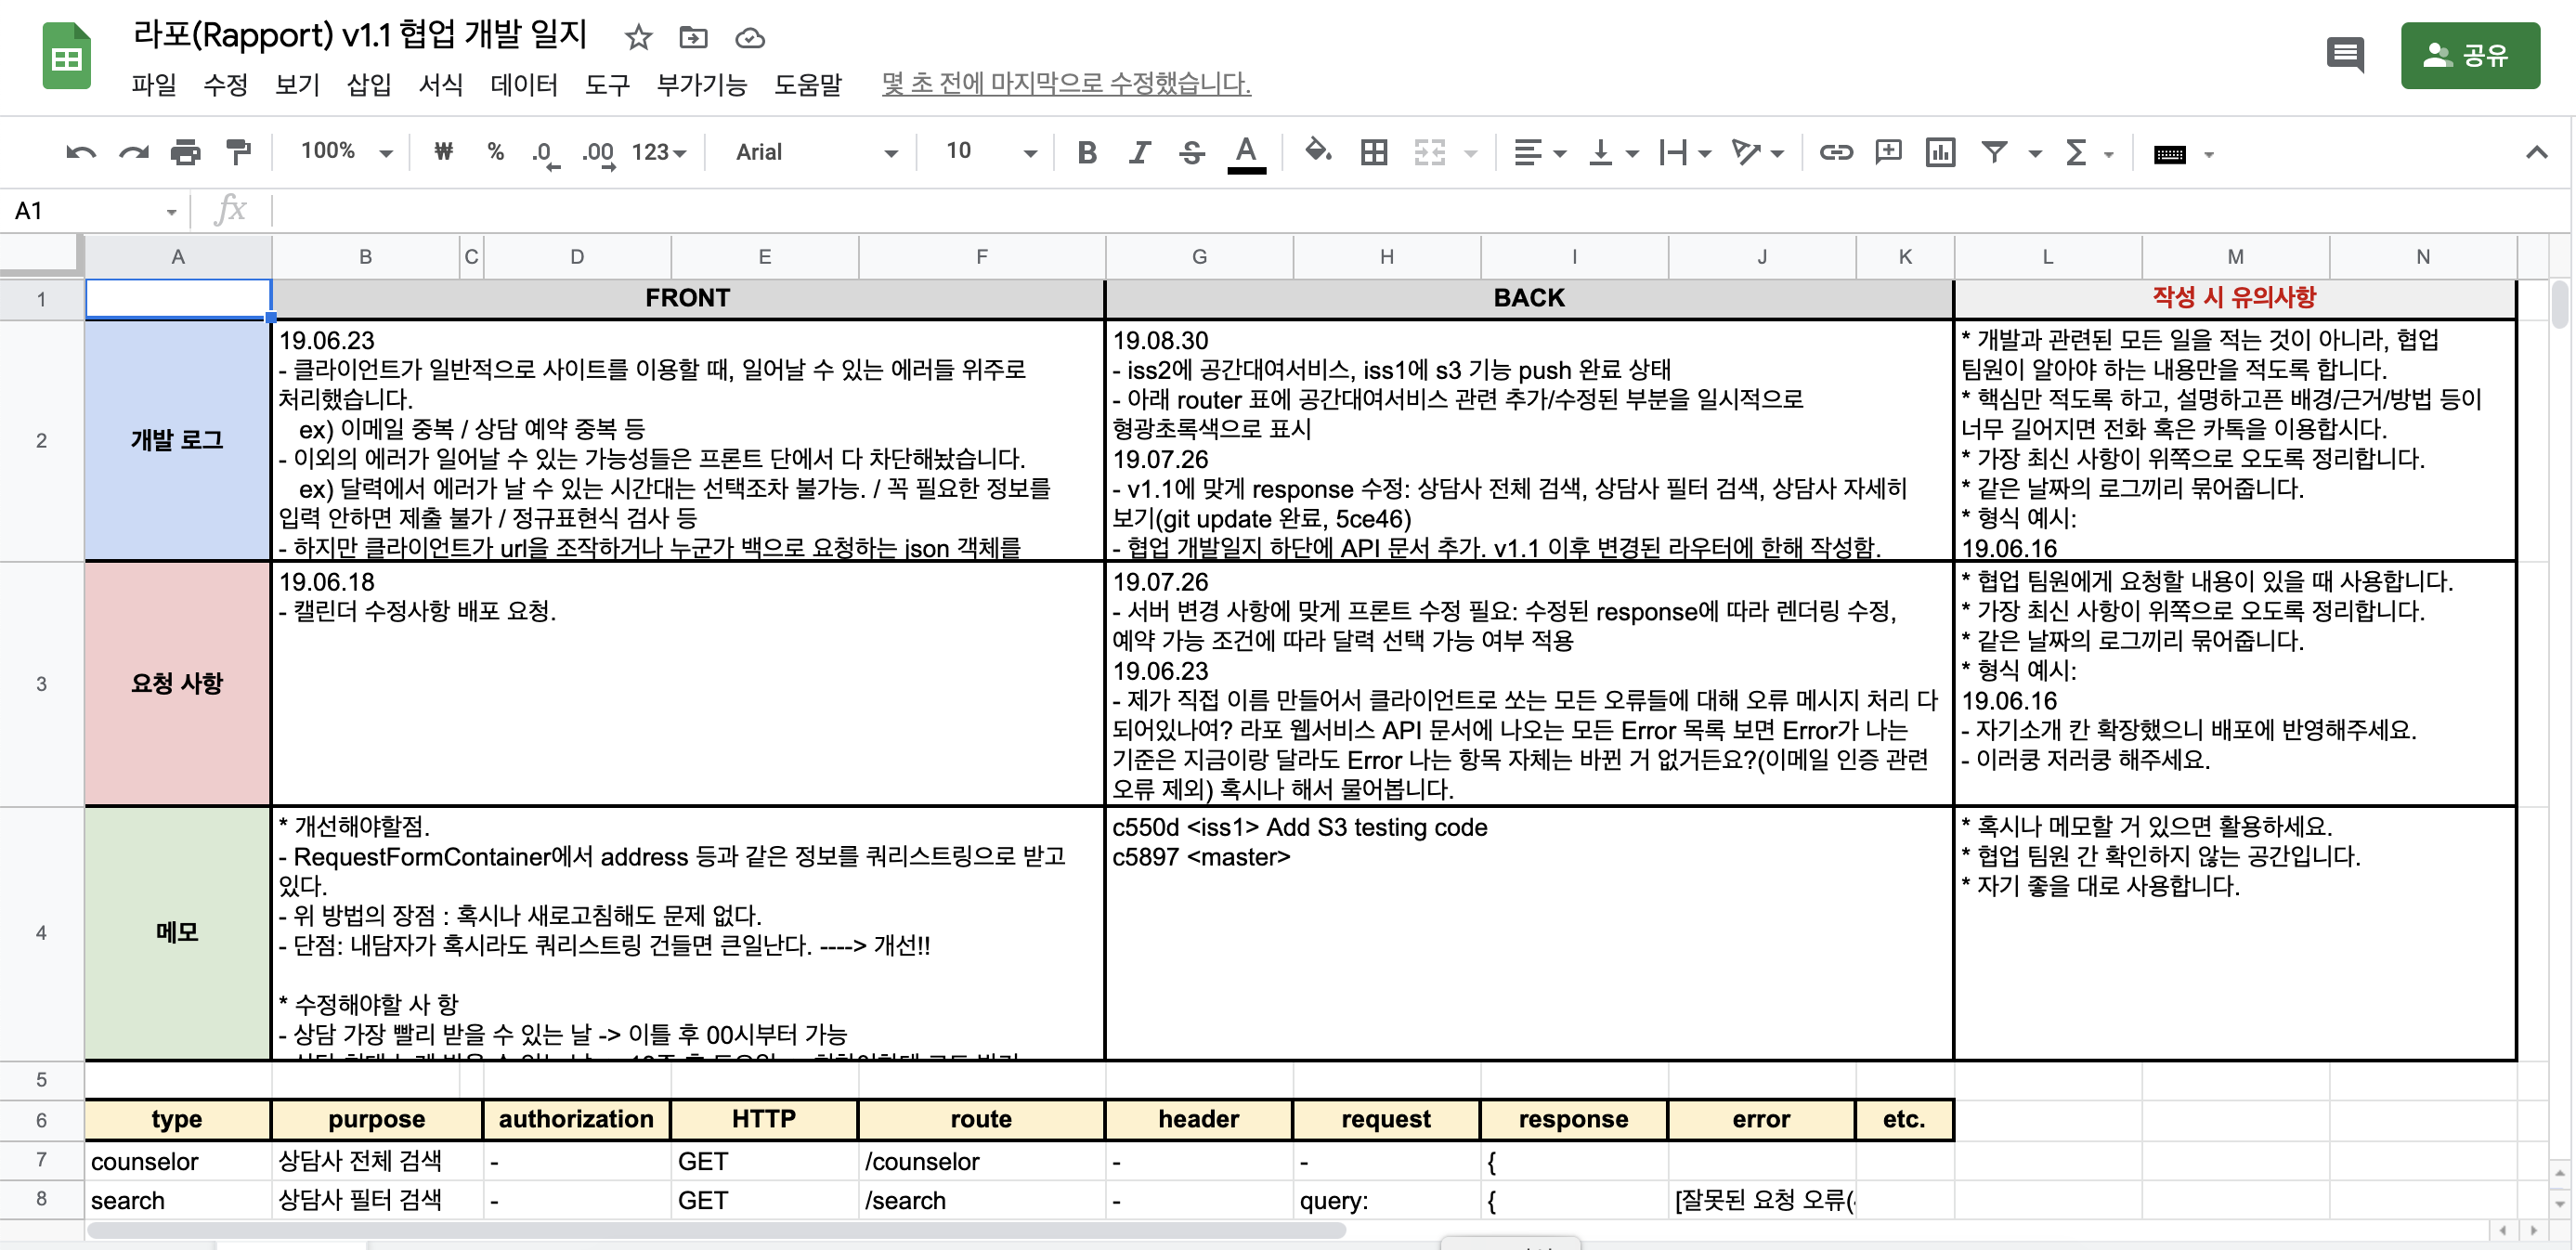 라포(Rapport) v1.1 협업 개발 일지
파일 수정 보기 삽입 서식 데이터 도구 부가기능 도움말 몇 초 전에 마지막으로 수정했습니다.
공유
100% ₩ % .0 .00 123 Arial 10 B I S A
A1 fx
A B C D E F G H I J K L M N
1 FRONT BACK 작성 시 유의사항
2 개발 로그
19.06.23
- 클라이언트가 일반적으로 사이트를 이용할 때, 일어날 수 있는 에러들 위주로
처리했습니다.
ex) 이메일 중복 / 상담 예약 중복 등
- 이외의 에러가 일어날 수 있는 가능성들은 프론트 단에서 다 차단해놨습니다.
ex) 달력에서 에러가 날 수 있는 시간대는 선택조차 불가능. / 꼭 필요한 정보를
입력 안하면 제출 불가 / 정규표현식 검사 등
- 하지만 클라이언트가 url을 조작하거나 누군가 백으로 요청하는 json 객체를
19.08.30
- iss2에 공간대여서비스, iss1에 s3 기능 push 완료 상태
- 아래 router 표에 공간대여서비스 관련 추가/수정된 부분을 일시적으로
형광초록색으로 표시
19.07.26
- v1.1에 맞게 response 수정: 상담사 전체 검색, 상담사 필터 검색, 상담사 자세히
보기(git update 완료, 5ce46)
- 협업 개발일지 하단에 API 문서 추가. v1.1 이후 변경된 라우터에 한해 작성함.
* 개발과 관련된 모든 일을 적는 것이 아니라, 협업
팀원이 알아야 하는 내용만을 적도록 합니다.
* 핵심만 적도록 하고, 설명하고픈 배경/근거/방법 등이
너무 길어지면 전화 혹은 카톡을 이용합시다.
* 가장 최신 사항이 위쪽으로 오도록 정리합니다.
* 같은 날짜의 로그끼리 묶어줍니다.
* 형식 예시:
19.06.16
3 요청 사항
19.06.18
- 캘린더 수정사항 배포 요청.
19.07.26
- 서버 변경 사항에 맞게 프론트 수정 필요: 수정된 response에 따라 렌더링 수정,
예약 가능 조건에 따라 달력 선택 가능 여부 적용
19.06.23
- 제가 직접 이름 만들어서 클라이언트로 쏘는 모든 오류들에 대해 오류 메시지 처리 다
되어있나여? 라포 웹서비스 API 문서에 나오는 모든 Error 목록 보면 Error가 나는
기준은 지금이랑 달라도 Error 나는 항목 자체는 바뀐 거 없거든요?(이메일 인증 관련
오류 제외) 혹시나 해서 물어봅니다.
* 협업 팀원에게 요청할 내용이 있을 때 사용합니다.
* 가장 최신 사항이 위쪽으로 오도록 정리합니다.
* 같은 날짜의 로그끼리 묶어줍니다.
* 형식 예시:
19.06.16
- 자기소개 칸 확장했으니 배포에 반영해주세요.
- 이러쿵 저러쿵 해주세요.
4 메모
* 개선해야할점.
- RequestFormContainer에서 address 등과 같은 정보를 쿼리스트링으로 받고
있다.
- 위 방법의 장점 : 혹시나 새로고침해도 문제 없다.
- 단점: 내담자가 혹시라도 쿼리스트링 건들면 큰일난다. ----> 개선!!
* 수정해야할 사 항
- 상담 가장 빨리 받을 수 있는 날 -> 이틀 후 00시부터 가능
c550d <iss1> Add S3 testing code
c5897 <master>
* 혹시나 메모할 거 있으면 활용하세요.
* 협업 팀원 간 확인하지 않는 공간입니다.
* 자기 좋을 대로 사용합니다.
5
6 type purpose authorization HTTP route header request response error etc.
7 counselor 상담사 전체 검색 - GET /counselor - - {
8 search 상담사 필터 검색 - GET /search - query: { [잘못된 요청 오류(